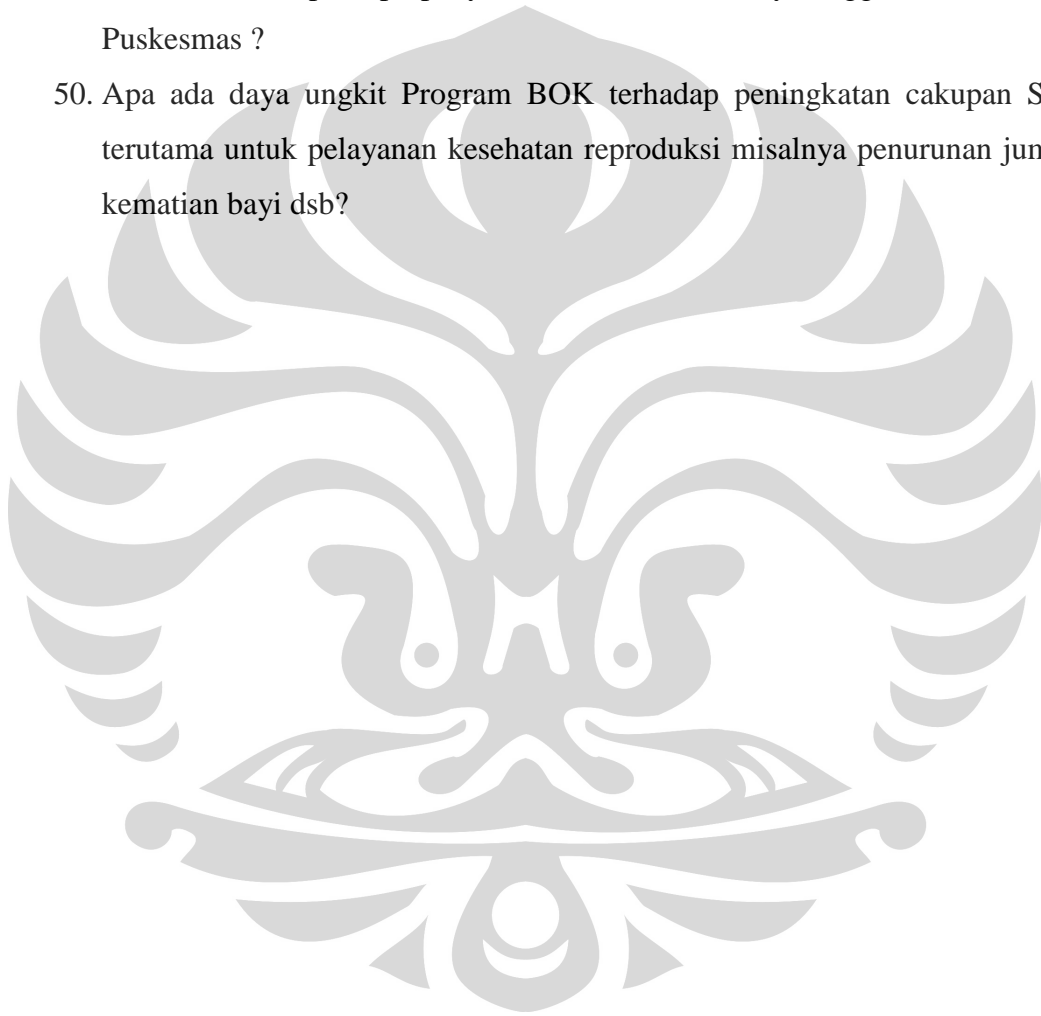 Puskesmas ?
50. Apa ada daya ungkit Program BOK terhadap peningkatan cakupan
terutama untuk pelayanan kesehatan reproduksi misalnya penurunan
kematian bayi dsb?